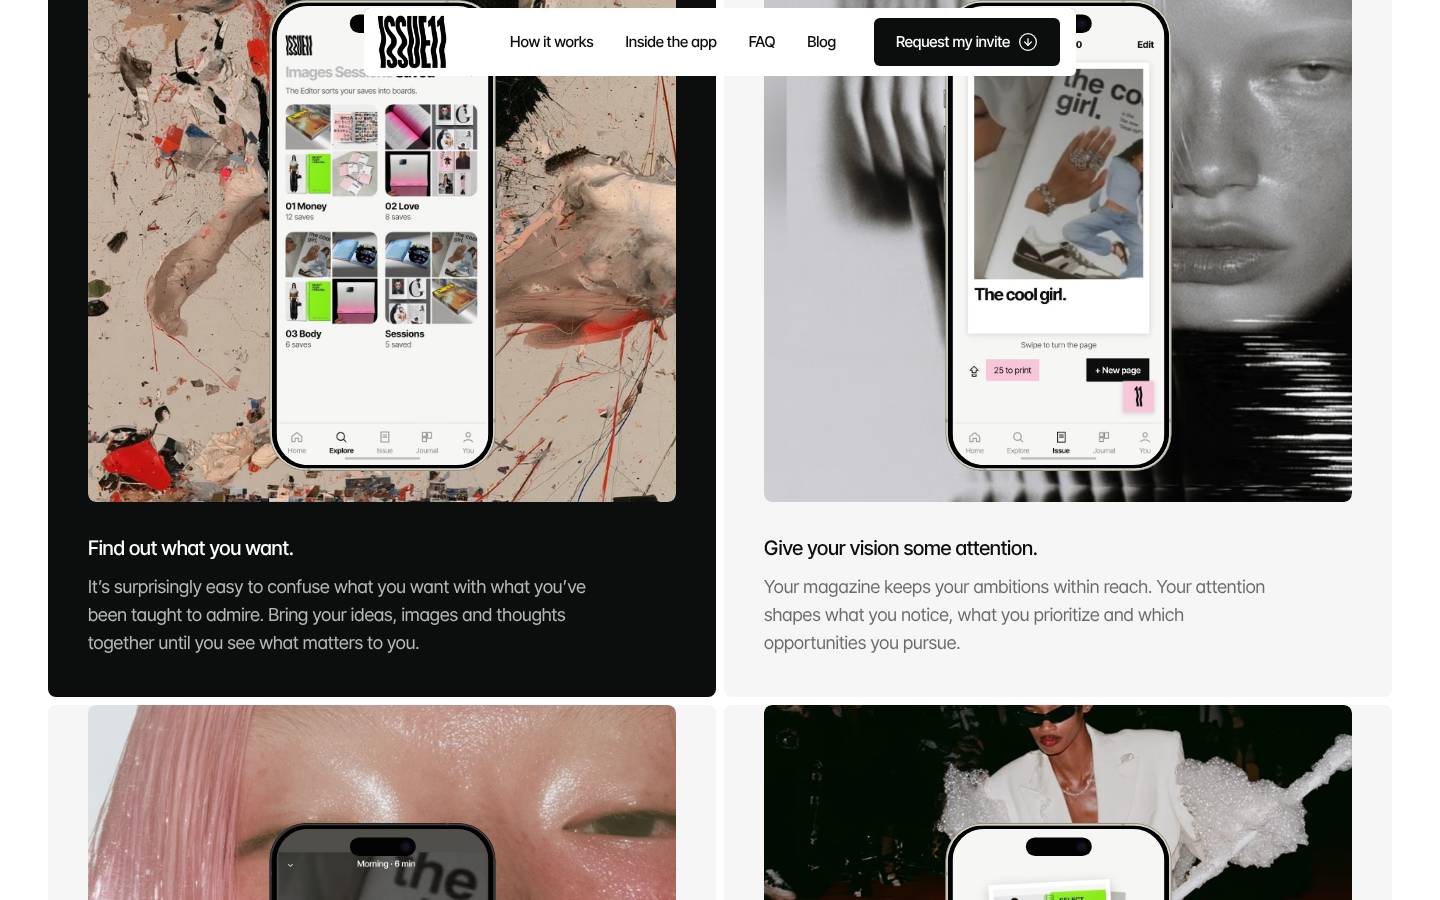 ISSUE11
How it works
Inside the app
FAQ
Blog
Request my invite
ISSUE11
Images Sessions Saved
The Editor sorts your saves into boards.
01 Money
12 saves
02 Love
8 saves
03 Body
6 saves
Sessions
5 saved
Home
Explore
Issue
Journal
You
Edit
girl.
The cool girl.
Swipe to turn the page
25 to print
+ New page
11
Home
Explore
Issue
Journal
You
Find out what you want.
It’s surprisingly easy to confuse what you want with what you’ve
been taught to admire. Bring your ideas, images and thoughts
together until you see what matters to you.
Give your vision some attention.
Your magazine keeps your ambitions within reach. Your attention
shapes what you notice, what you prioritize and which
opportunities you pursue.
Morning · 6 min
the
SELECT